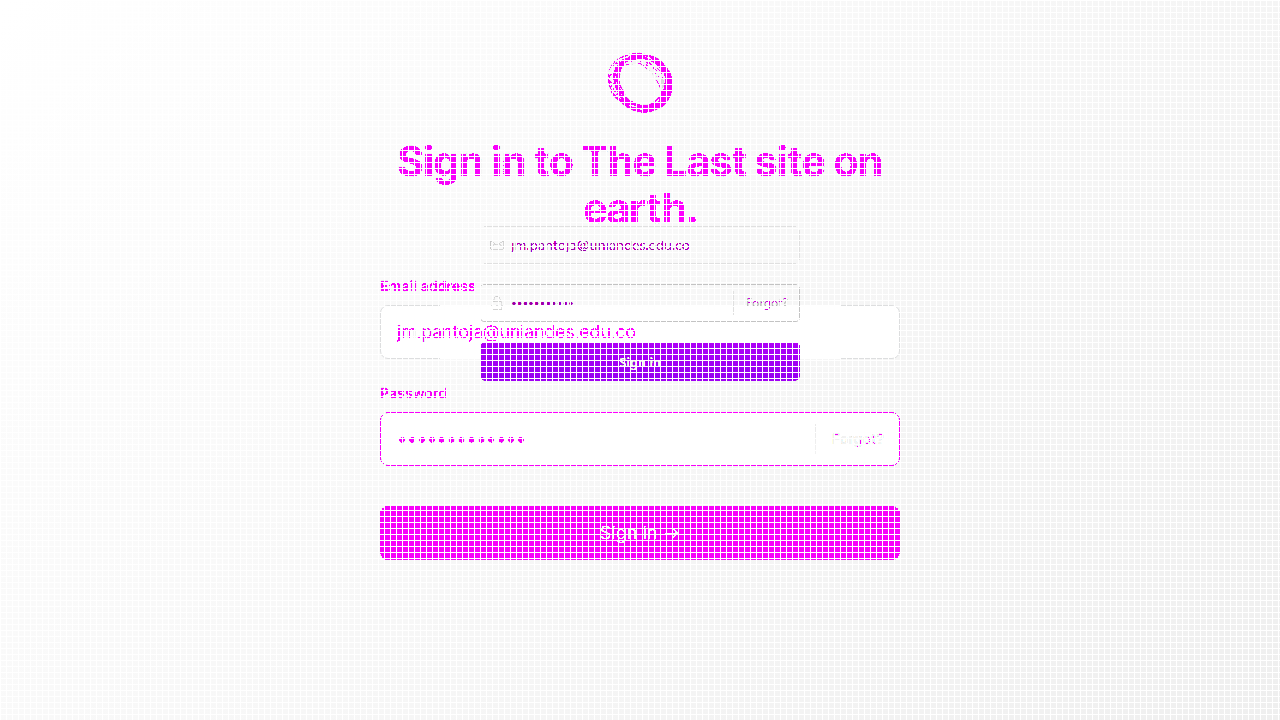 Sign in to The Last site on
earth.
jm.pantoja@uniandes.edu.co
Email address
••••••••••• Forgot?
jm.pantoja@uniandes.edu.co
Sign in
Password
••••••••••••• Forgot?
Sign in →